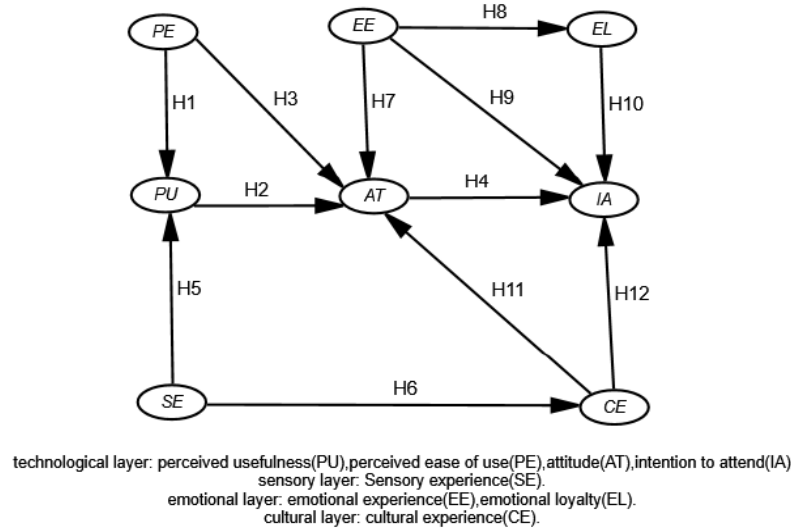 PE
EE
H8
EL
H1
H3
H7
H9
H10
PU
H2
AT
H4
IA
H5
H11
H12
SE
H6
CE
technological layer: perceived usefulness(PU),perceived ease of use(PE),attitude(AT),intention to attend(IA)
sensory layer: Sensory experience(SE).
emotional layer: emotional experience(EE),emotional loyalty(EL).
cultural layer: cultural experience(CE).